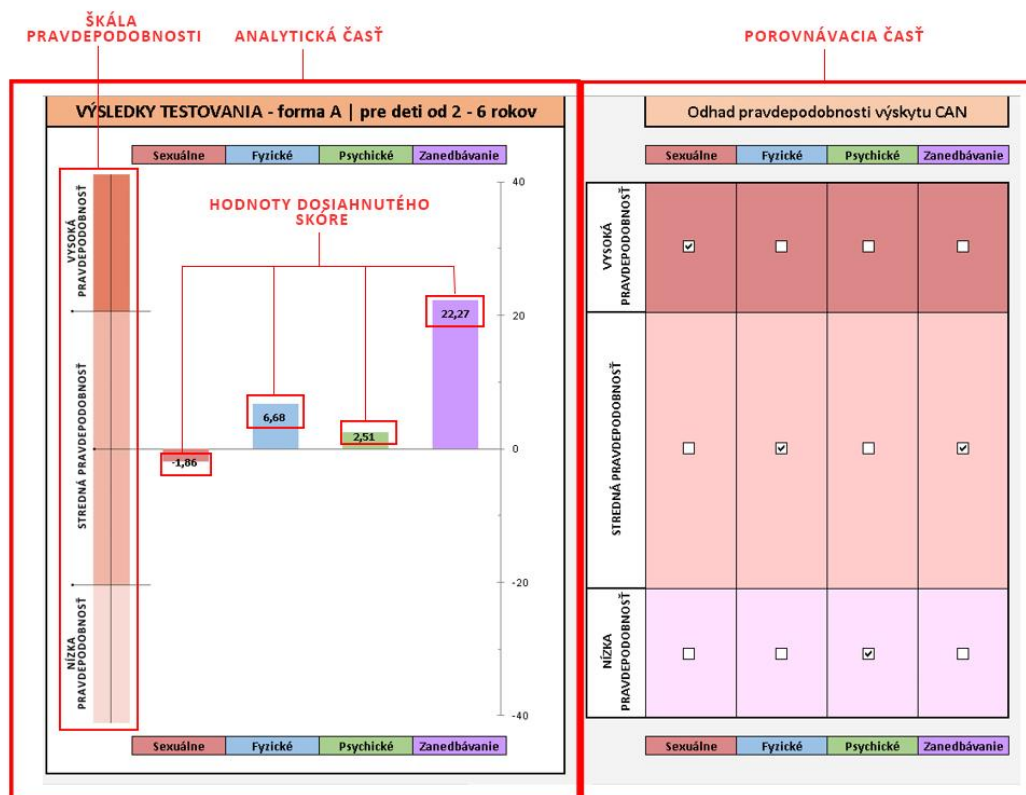 ŠKÁLA
PRAVDEPODOBNOSTI
ANALYTICKÁ ČASŤ
POROVNÁVACIA ČASŤ
VÝSLEDKY TESTOVANIA - forma A | pre deti od 2 - 6 rokov
Sexuálne Fyzické Psychické Zanedbávanie
HODNOTY DOSIAHNUTÉHO
SKÓRE
VYSOKÁ
PRAVDEPODOBNOSŤ
STREDNÁ PRAVDEPODOBNOSŤ
NÍZKA
PRAVDEPODOBNOSŤ
40
20
0
-20
-40
-1,86
6,68
2,51
22,27
Sexuálne Fyzické Psychické Zanedbávanie
Odhad pravdepodobnosti výskytu CAN
Sexuálne Fyzické Psychické Zanedbávanie
VYSOKÁ
PRAVDEPODOBNOSŤ
STREDNÁ PRAVDEPODOBNOSŤ
NÍZKA
PRAVDEPODOBNOSŤ
Sexuálne Fyzické Psychické Zanedbávanie